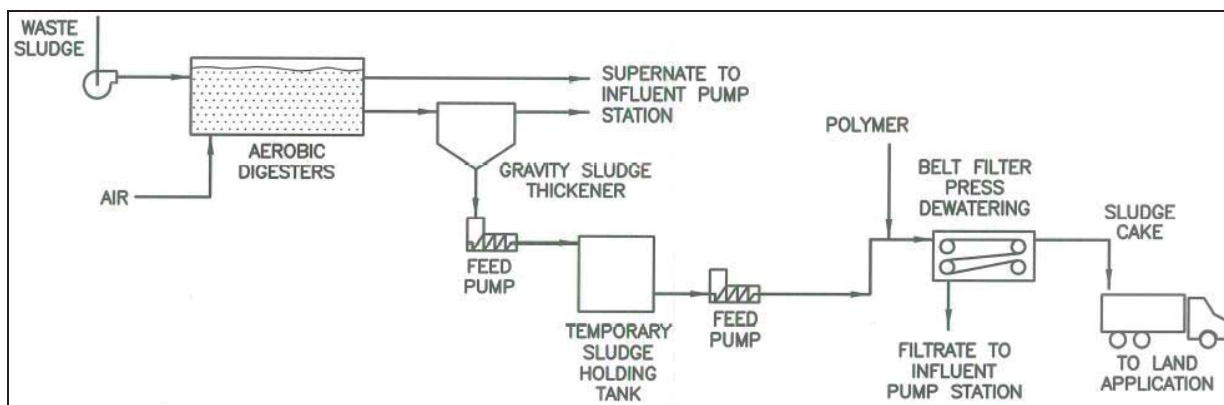 WASTE
SLUDGE
SUPERNATE TO
INFLUENT PUMP
STATION
AEROBIC
DIGESTERS
AIR
GRAVITY SLUDGE
THICKENER
FEED
PUMP
TEMPORARY
SLUDGE
HOLDING
TANK
FEED
PUMP
POLYMER
BELT FILTER
PRESS
DEWATERING
SLUDGE
CAKE
FILTRATE TO
INFLUENT
PUMP STATION
TO LAND
APPLICATION